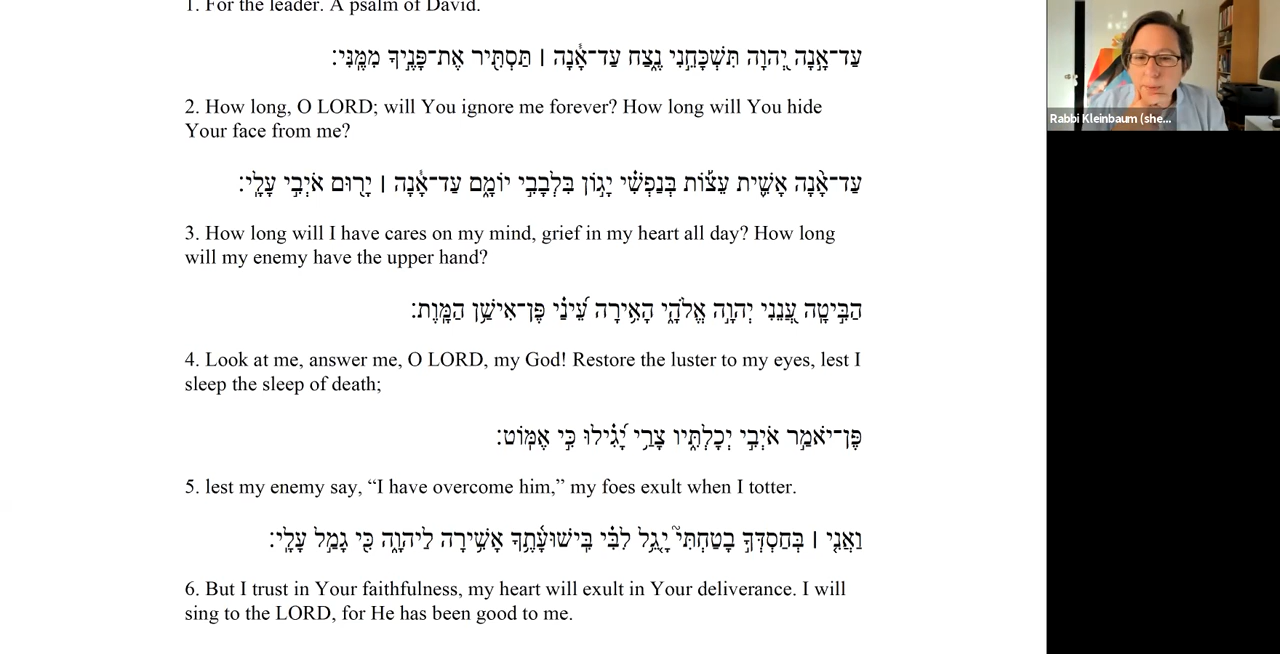 1. For the leader. A psalm of David.
עַד־אָ֣נָה יְ֭הוָה תִּשְׁכָּחֵ֣נִי נֶ֑צַח עַד־אָ֓נָה ׀ תַּסְתִּ֖יר אֶת־פָּנֶ֣יךָ מִמֶּֽנִּי׃
2. How long, O LORD; will You ignore me forever? How long will You hide
Your face from me?
עַד־אָ֨נָה אָשִׁ֪ית עֵצ֡וֹת בְּנַפְשִׁ֗י יָג֣וֹן בִּלְבָבִ֣י יוֹמָ֑ם עַד־אָ֓נָה ׀ יָר֖וּם אֹיְבִ֣י עָלָֽי׃
3. How long will I have cares on my mind, grief in my heart all day? How long
will my enemy have the upper hand?
הַבִּ֣יטָֽה עֲ֭נֵנִי יְהוָ֣ה אֱלֹהָ֑י הָאִ֥ירָה עֵ֝ינַ֗י פֶּן־אִישַׁ֥ן הַמָּֽוֶת׃
4. Look at me, answer me, O LORD, my God! Restore the luster to my eyes, lest I
sleep the sleep of death;
פֶּן־יֹאמַ֣ר אֹיְבִ֣י יְכָלְתִּ֑יו צָרַ֥י יָ֝גִ֗ילוּ כִּ֣י אֶמּֽוֹט׃
5. lest my enemy say, “I have overcome him,” my foes exult when I totter.
וַאֲנִ֤י ׀ בְּחַסְדְּךָ֣ בָטַחְתִּי֮ יָ֤גֵ֥ל לִבִּ֗י בִּֽישׁוּעָ֫תֶ֥ךָ אָשִׁ֥ירָה לַיהוָ֑ה כִּ֖י גָמַ֣ל עָלָֽי׃
6. But I trust in Your faithfulness, my heart will exult in Your deliverance. I will
sing to the LORD, for He has been good to me.
Rabbi Kleinbaum (she...